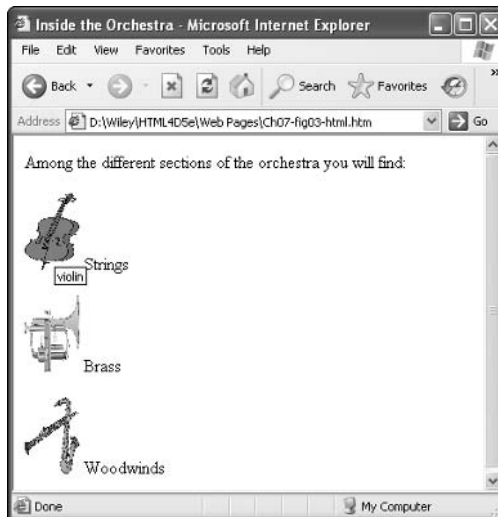 Inside the Orchestra - Microsoft Internet Explorer
File Edit View Favorites Tools Help
Back Search Favorites »
Address D:\Wiley\HTML4D5e\Web Pages\Ch07-fig03-html.htm Go
Among the different sections of the orchestra you will find:
Strings
violin
Brass
Woodwinds
Done My Computer